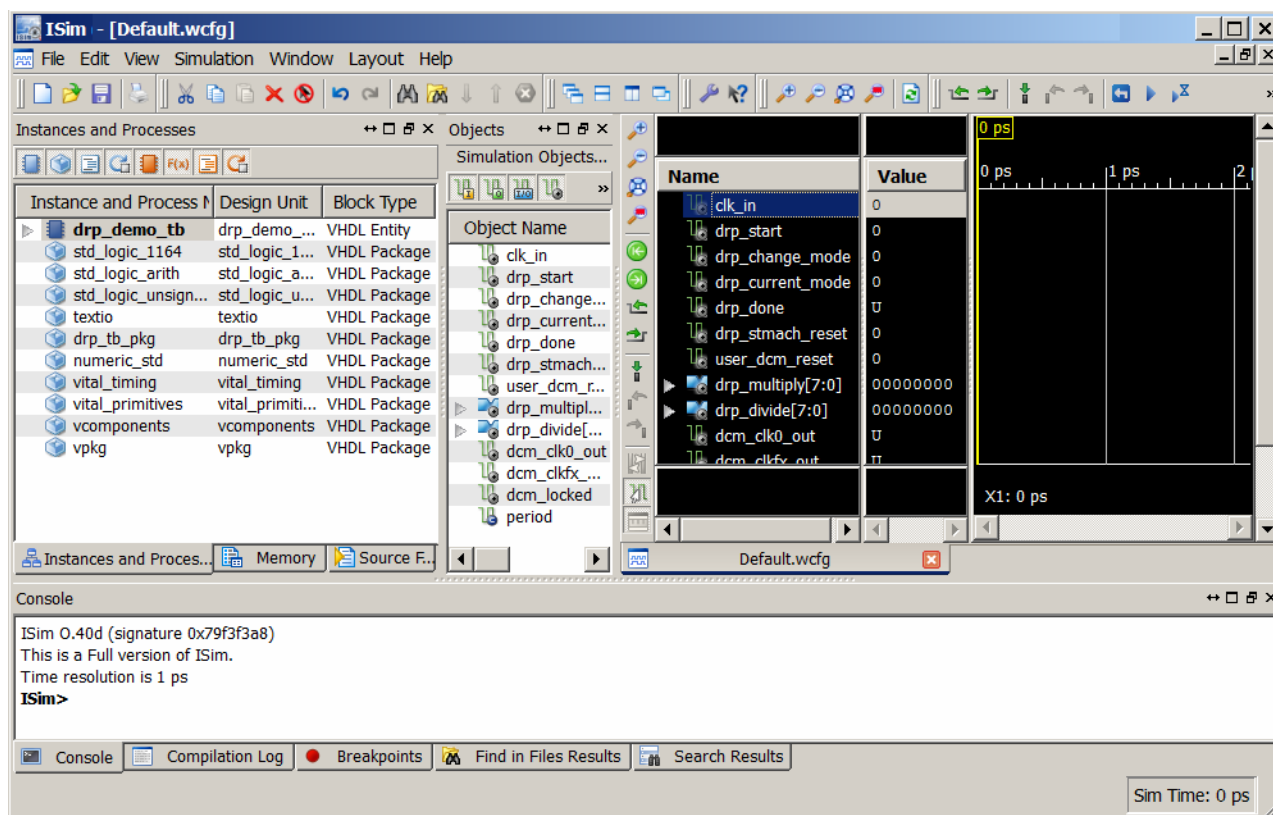 ISim - [Default.wcfg]
File Edit View Simulation Window Layout Help
Instances and Processes
Instance and Process N Design Unit Block Type
drp_demo_tb drp_demo_... VHDL Entity
std_logic_1164 std_logic_1... VHDL Package
std_logic_arith std_logic_a... VHDL Package
std_logic_unsign... std_logic_u... VHDL Package
textio textio VHDL Package
drp_tb_pkg drp_tb_pkg VHDL Package
numeric_std numeric_std VHDL Package
vital_timing vital_timing VHDL Package
vital_primitives vital_primiti... VHDL Package
vcomponents vcomponents VHDL Package
vpkg vpkg VHDL Package
Instances and Proces... Memory Source F...
Objects
Simulation Objects...
Object Name
clk_in
drp_start
drp_change...
drp_current...
drp_done
drp_stmach...
user_dcm_r...
drp_multipl...
drp_divide[...
dcm_clk0_out
dcm_clkfx_...
dcm_locked
period
Name Value
clk_in 0
drp_start 0
drp_change_mode 0
drp_current_mode 0
drp_done U
drp_stmach_reset 0
user_dcm_reset 0
drp_multiply[7:0] 00000000
drp_divide[7:0] 00000000
dcm_clk0_out U
dcm_clkfx_out U
0 ps
0 ps 1 ps 2
X1: 0 ps
Default.wcfg
Console
ISim O.40d (signature 0x79f3f3a8)
This is a Full version of ISim.
Time resolution is 1 ps
ISim>
Console Compilation Log Breakpoints Find in Files Results Search Results
Sim Time: 0 ps